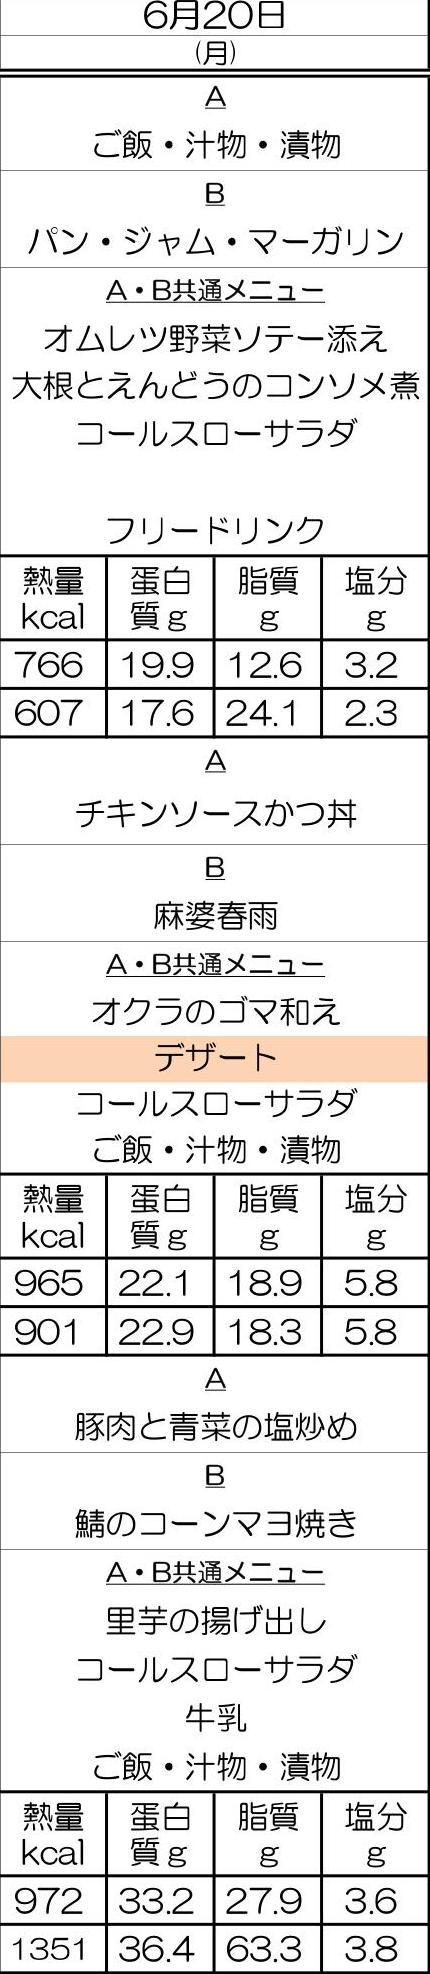 6月20日
(月)
A
ご飯・汁物・漬物
B
パン・ジャム・マーガリン
A・B共通メニュー
オムレツ野菜ソテー添え
大根とえんどうのコンソメ煮
コールスローサラダ
フリードリンク
熱量 蛋白 脂質 塩分
kcal 質g g g
766 19.9 12.6 3.2
607 17.6 24.1 2.3
A
チキンソースかつ丼
B
麻婆春雨
A・B共通メニュー
オクラのゴマ和え
デザート
コールスローサラダ
ご飯・汁物・漬物
熱量 蛋白 脂質 塩分
kcal 質g g g
965 22.1 18.9 5.8
901 22.9 18.3 5.8
A
豚肉と青菜の塩炒め
B
鯖のコーンマヨ焼き
A・B共通メニュー
里芋の揚げ出し
コールスローサラダ
牛乳
ご飯・汁物・漬物
熱量 蛋白 脂質 塩分
kcal 質g g g
972 33.2 27.9 3.6
1351 36.4 63.3 3.8